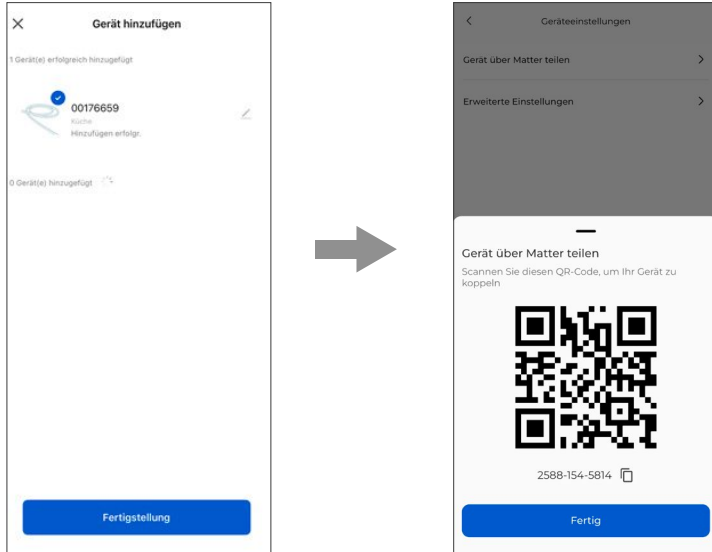 Gerät hinzufügen
1 Gerät(e) erfolgreich hinzugefügt
00176659
Küche
Hinzufügen erfolgr.
0 Gerät(e) hinzugefügt
Fertigstellung
Geräteeinstellungen
Gerät über Matter teilen
Erweiterte Einstellungen
Gerät über Matter teilen
Scannen Sie diesen QR-Code, um Ihr Gerät zu
koppeln
2588-154-5814
Fertig